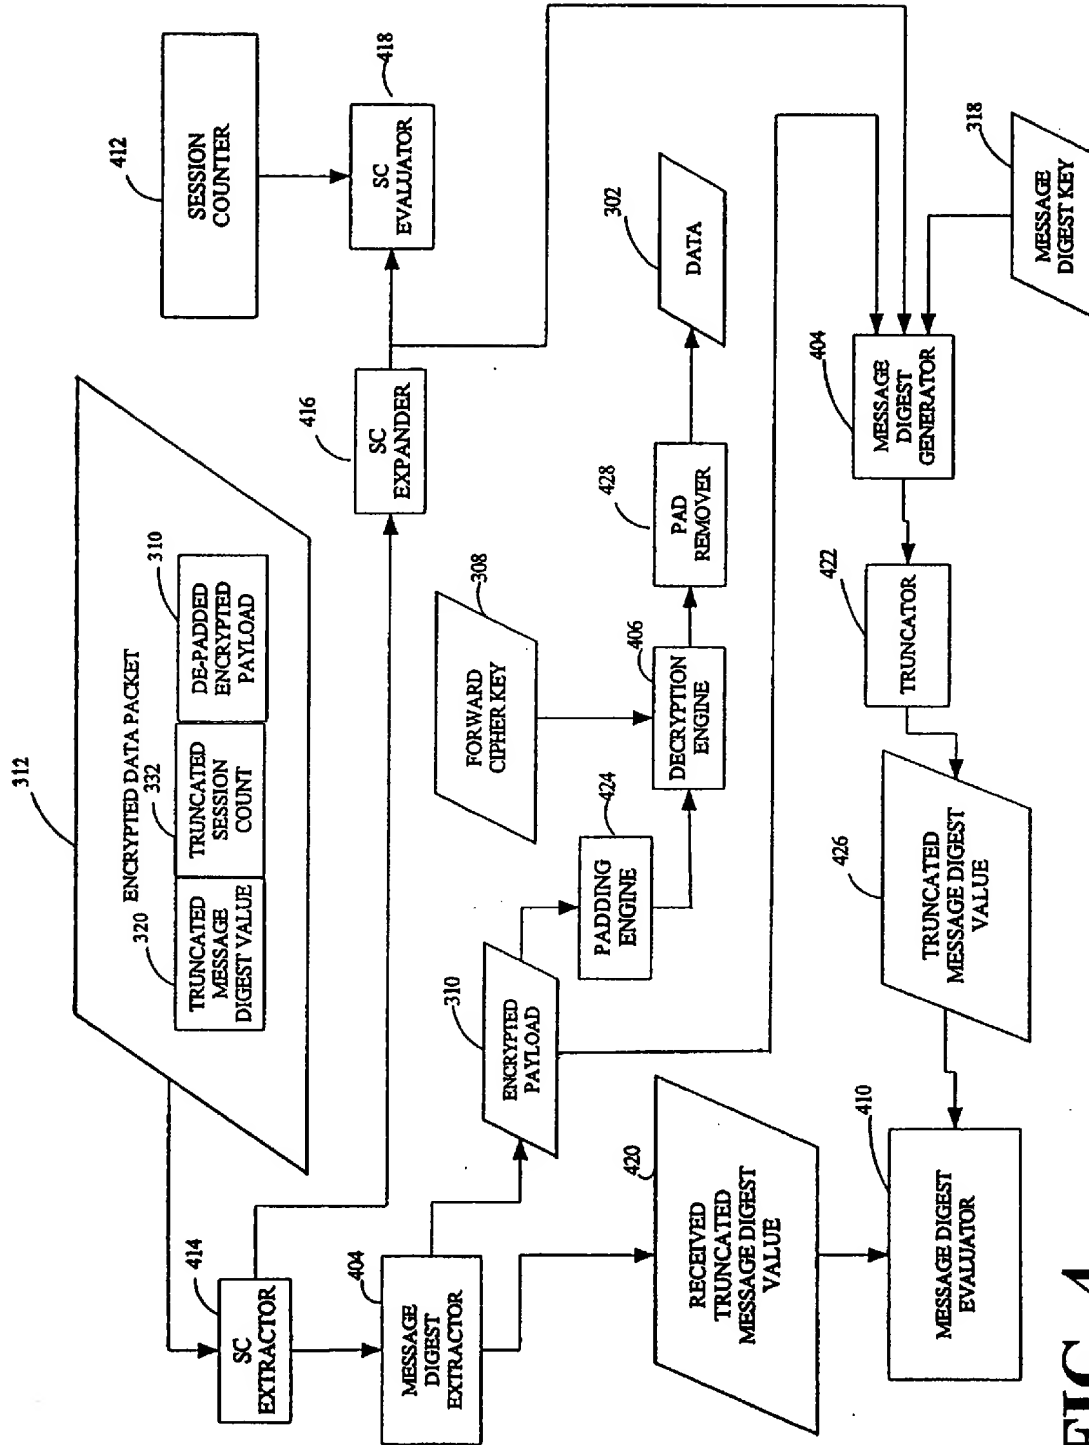 312
ENCRYPTED DATA PACKET
320
TRUNCATED
MESSAGE
DIGEST VALUE
332
TRUNCATED
SESSION
COUNT
310
DE-PADDED
ENCRYPTED
PAYLOAD
412
SESSION
COUNTER
414
SC
EXTRACTOR
416
SC
EXPANDER
418
SC
EVALUATOR
404
MESSAGE
DIGEST
EXTRACTOR
310
ENCRYPTED
PAYLOAD
308
FORWARD
CIPHER KEY
424
PADDING
ENGINE
406
DECRYPTION
ENGINE
428
PAD
REMOVER
302
DATA
420
RECEIVED
TRUNCATED
MESSAGE DIGEST
VALUE
410
MESSAGE DIGEST
EVALUATOR
426
TRUNCATED
MESSAGE DIGEST
VALUE
422
TRUNCATOR
404
MESSAGE
DIGEST
GENERATOR
318
MESSAGE
DIGEST KEY
FIG. 4